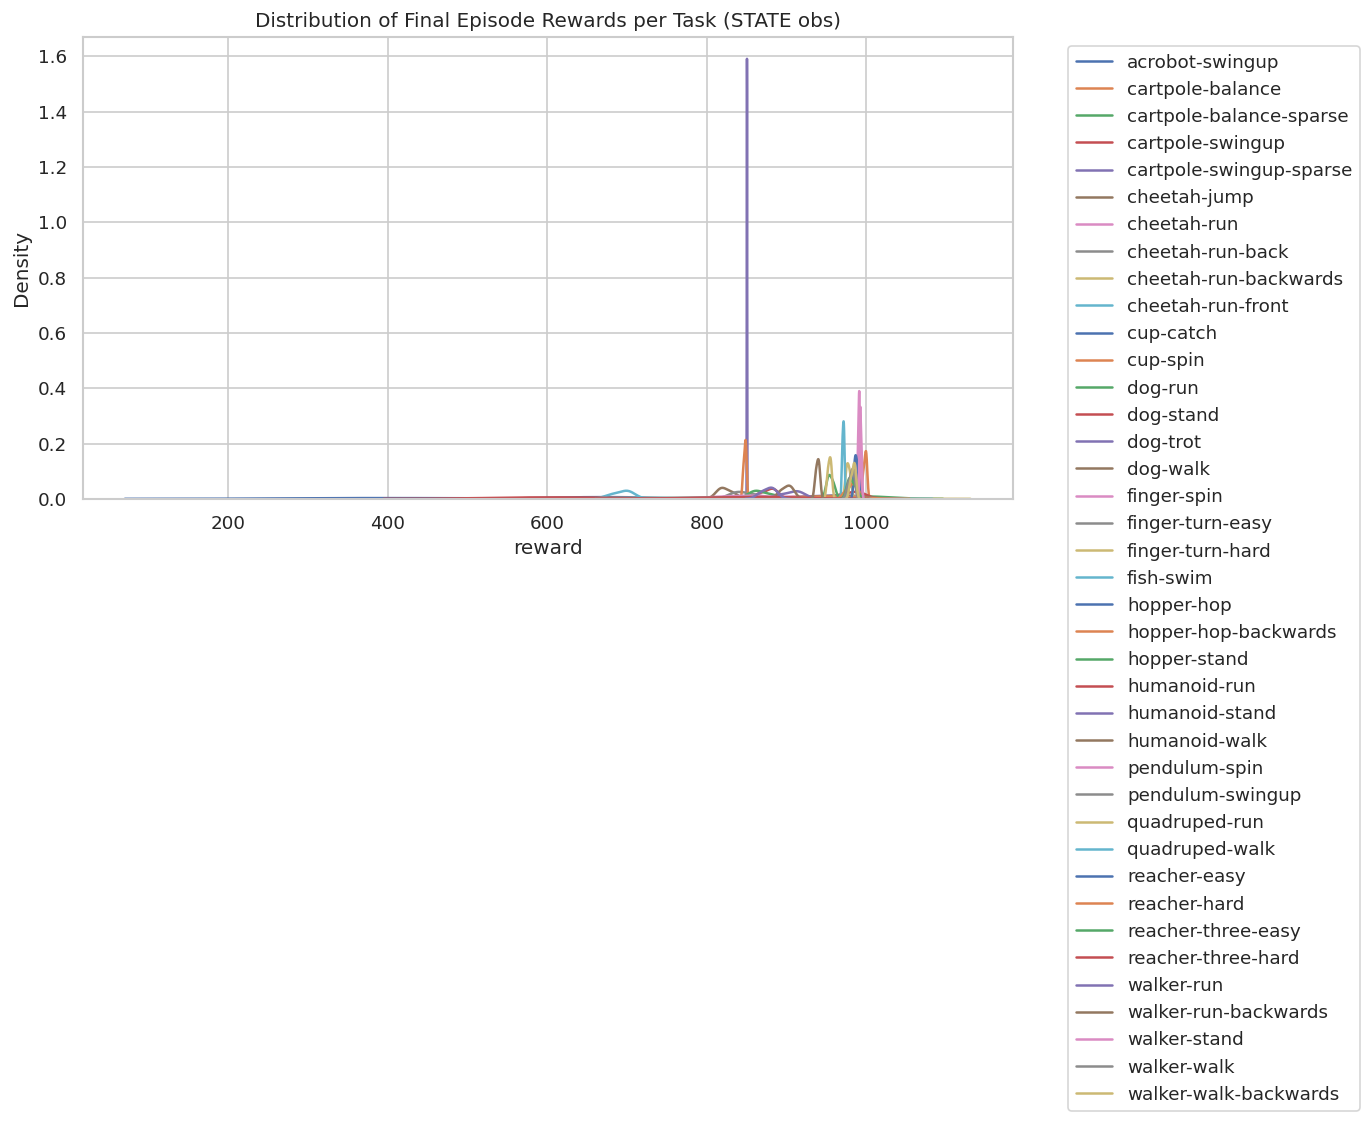 Distribution of Final Episode Rewards per Task (STATE obs)
1.6
1.4
1.2
1.0
0.8
0.6
0.4
0.2
0.0
Density
200
400
600
800
1000
reward
acrobot-swingup
cartpole-balance
cartpole-balance-sparse
cartpole-swingup
cartpole-swingup-sparse
cheetah-jump
cheetah-run
cheetah-run-back
cheetah-run-backwards
cheetah-run-front
cup-catch
cup-spin
dog-run
dog-stand
dog-trot
dog-walk
finger-spin
finger-turn-easy
finger-turn-hard
fish-swim
hopper-hop
hopper-hop-backwards
hopper-stand
humanoid-run
humanoid-stand
humanoid-walk
pendulum-spin
pendulum-swingup
quadruped-run
quadruped-walk
reacher-easy
reacher-hard
reacher-three-easy
reacher-three-hard
walker-run
walker-run-backwards
walker-stand
walker-walk
walker-walk-backwards